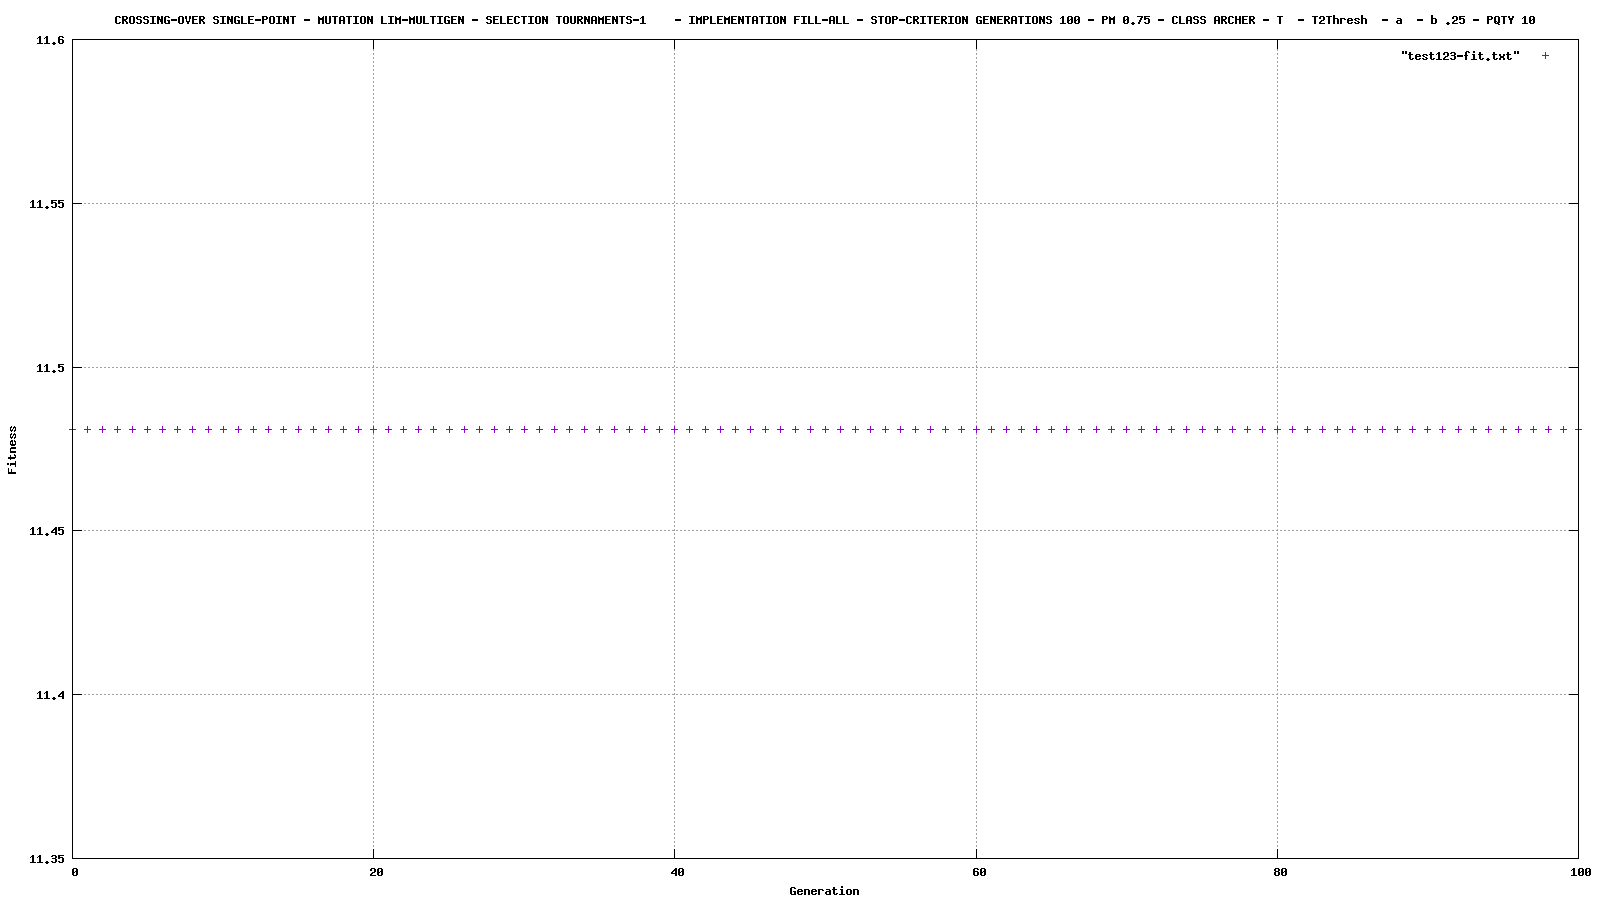 CROSSING-OVER SINGLE-POINT - MUTATION LIM-MULTIGEN - SELECTION TOURNAMENTS-1    - IMPLEMENTATION FILL-ALL - STOP-CRITERION GENERATIONS 100 - PM 0.75 - CLASS ARCHER - T  - T2Thresh  - a  - b .25 - PQTY 10
"test123-fit.txt"
11.6
11.55
11.5
11.45
11.4
11.35
Fitness
0 20 40 60 80 100
Generation